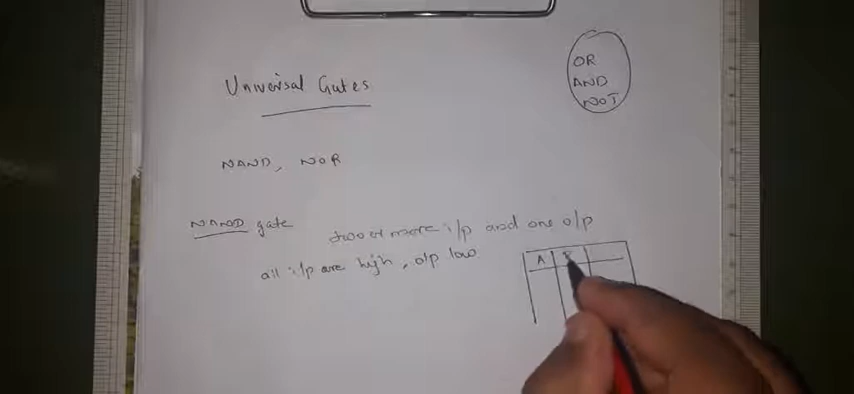 Universal Gates
OR
AND
NOT
NAND, NOR
NAND gate two or more i/p and one o/p
all i/p are high, o/p low
A B